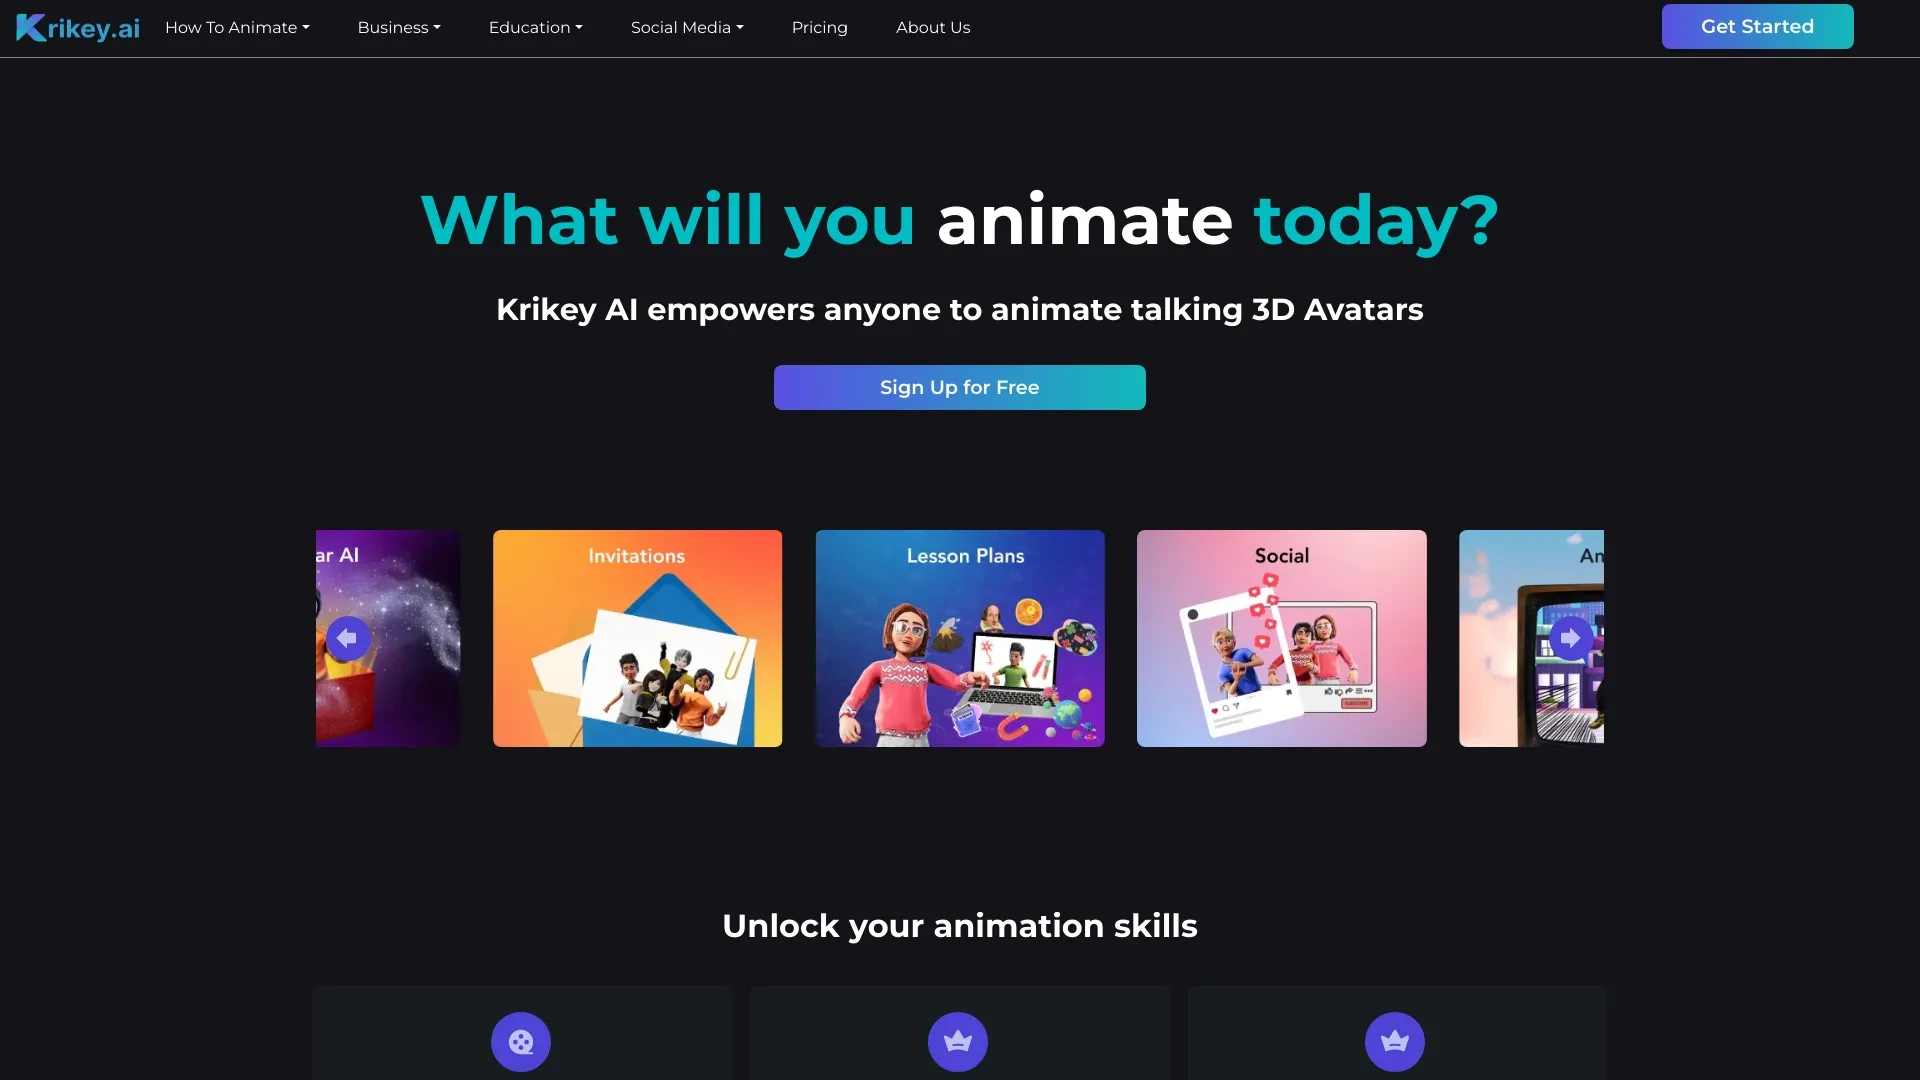 Krikey.ai
How To Animate
Business
Education
Social Media
Pricing
About Us
Get Started
What will you animate today?
Krikey AI empowers anyone to animate talking 3D Avatars
Sign Up for Free
ar AI
Invitations
Lesson Plans
Social
An
SUBSCRIBE
Unlock your animation skills